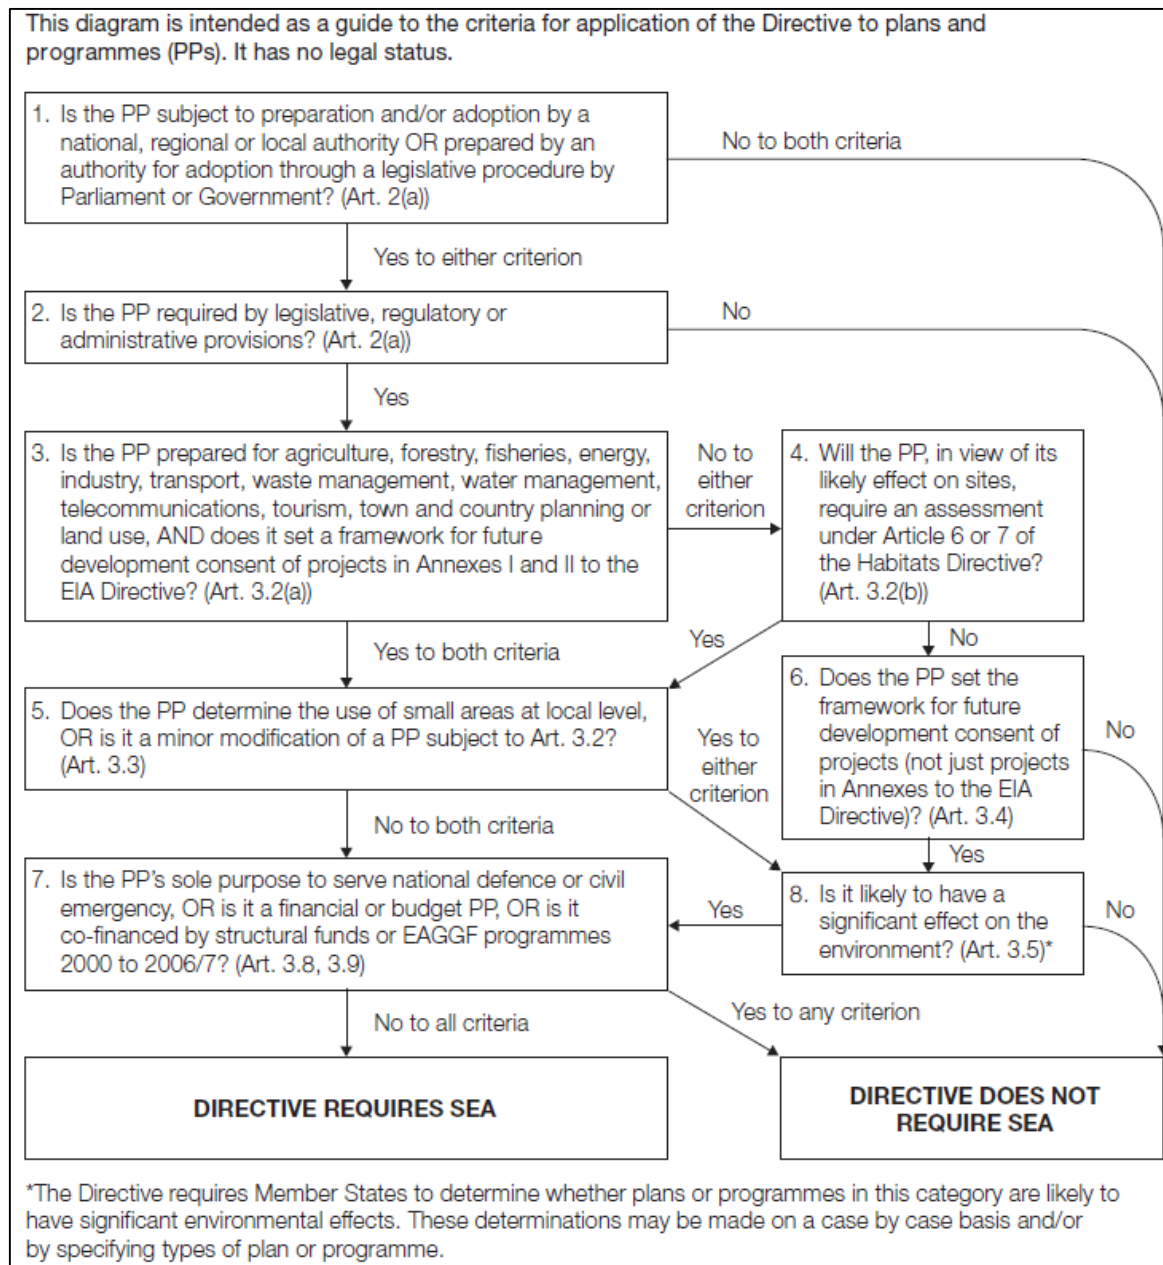 This diagram is intended as a guide to the criteria for application of the Directive to plans and
programmes (PPs). It has no legal status.
1. Is the PP subject to preparation and/or adoption by a
national, regional or local authority OR prepared by an
authority for adoption through a legislative procedure by
Parliament or Government? (Art. 2(a))
No to both criteria
Yes to either criterion
2. Is the PP required by legislative, regulatory or
administrative provisions? (Art. 2(a))
No
Yes
3. Is the PP prepared for agriculture, forestry, fisheries, energy,
industry, transport, waste management, water management,
telecommunications, tourism, town and country planning or
land use, AND does it set a framework for future
development consent of projects in Annexes I and II to the
EIA Directive? (Art. 3.2(a))
No to
either
criterion
4. Will the PP, in view of its
likely effect on sites,
require an assessment
under Article 6 or 7 of
the Habitats Directive?
(Art. 3.2(b))
Yes to both criteria
Yes
No
5. Does the PP determine the use of small areas at local level,
OR is it a minor modification of a PP subject to Art. 3.2?
(Art. 3.3)
Yes to
either
criterion
6. Does the PP set the
framework for future
development consent of
projects (not just projects
in Annexes to the EIA
Directive)? (Art. 3.4)
No
No to both criteria
Yes
7. Is the PP's sole purpose to serve national defence or civil
emergency, OR is it a financial or budget PP, OR is it
co-financed by structural funds or EAGGF programmes
2000 to 2006/7? (Art. 3.8, 3.9)
Yes
8. Is it likely to have a
significant effect on the
environment? (Art. 3.5)*
No
No to all criteria
Yes to any criterion
DIRECTIVE REQUIRES SEA
DIRECTIVE DOES NOT
REQUIRE SEA
*The Directive requires Member States to determine whether plans or programmes in this category are likely to
have significant environmental effects. These determinations may be made on a case by case basis and/or
by specifying types of plan or programme.